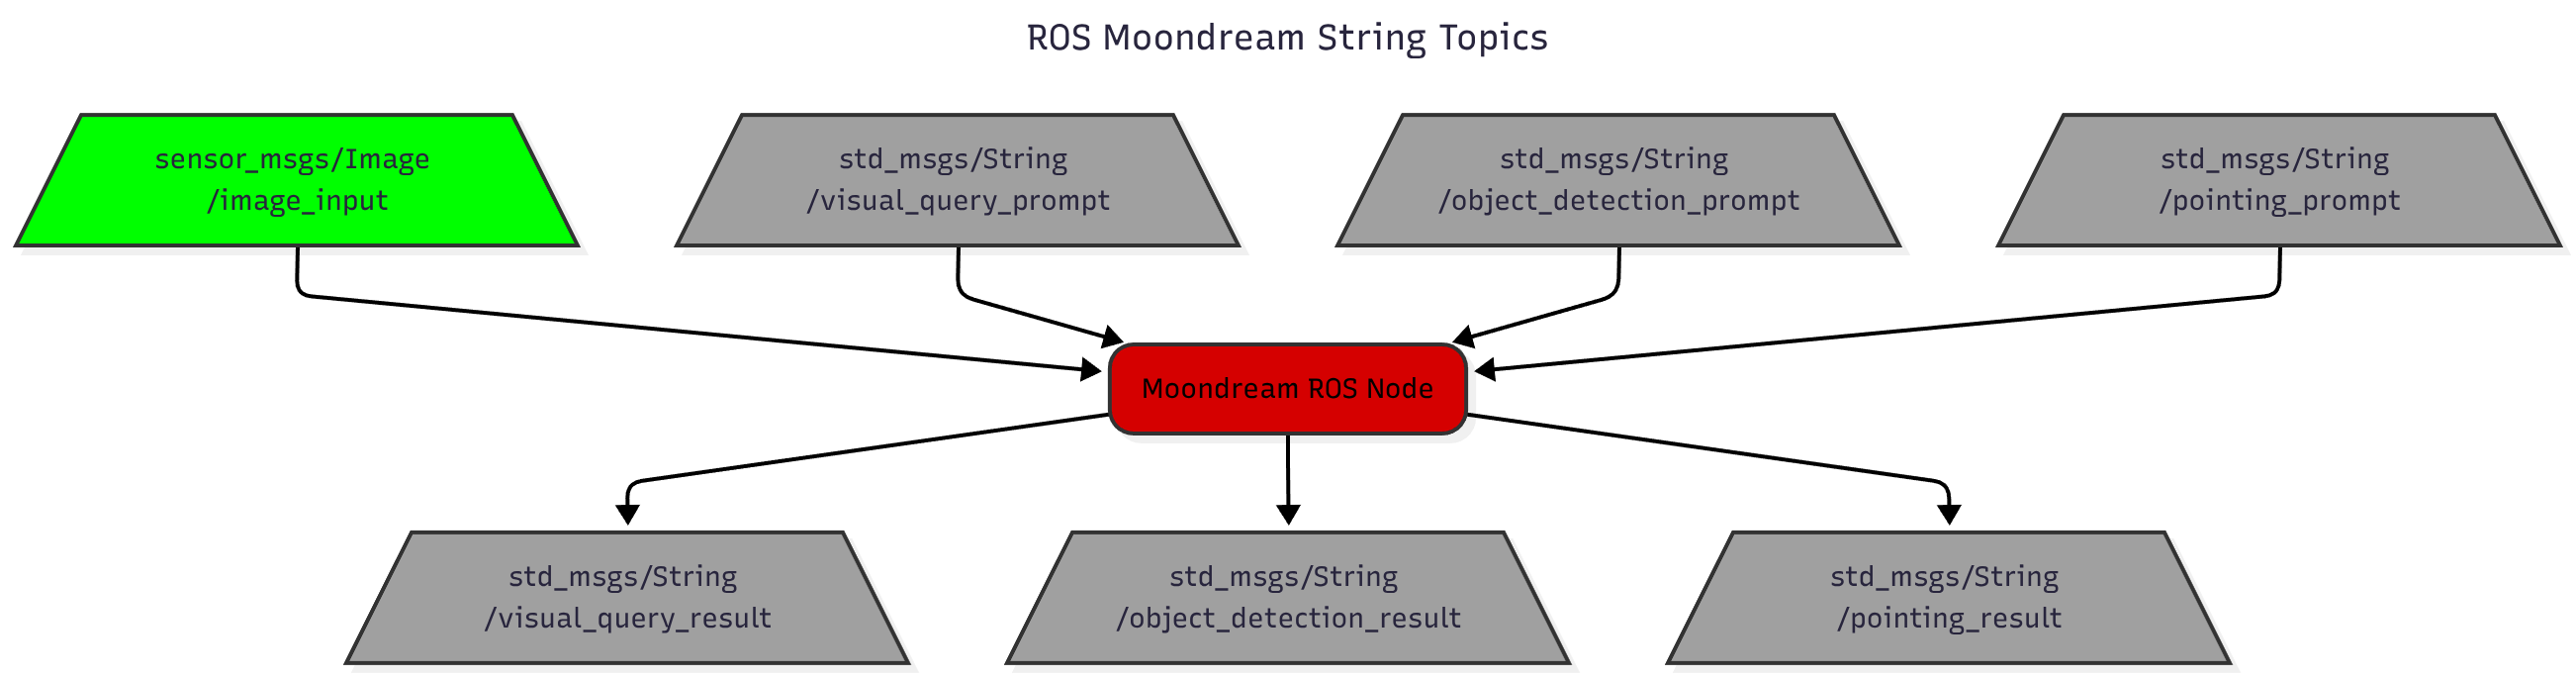 ROS Moondream String Topics
sensor_msgs/Image
/image_input
std_msgs/String
/visual_query_prompt
std_msgs/String
/object_detection_prompt
std_msgs/String
/pointing_prompt
Moondream ROS Node
std_msgs/String
/visual_query_result
std_msgs/String
/object_detection_result
std_msgs/String
/pointing_result